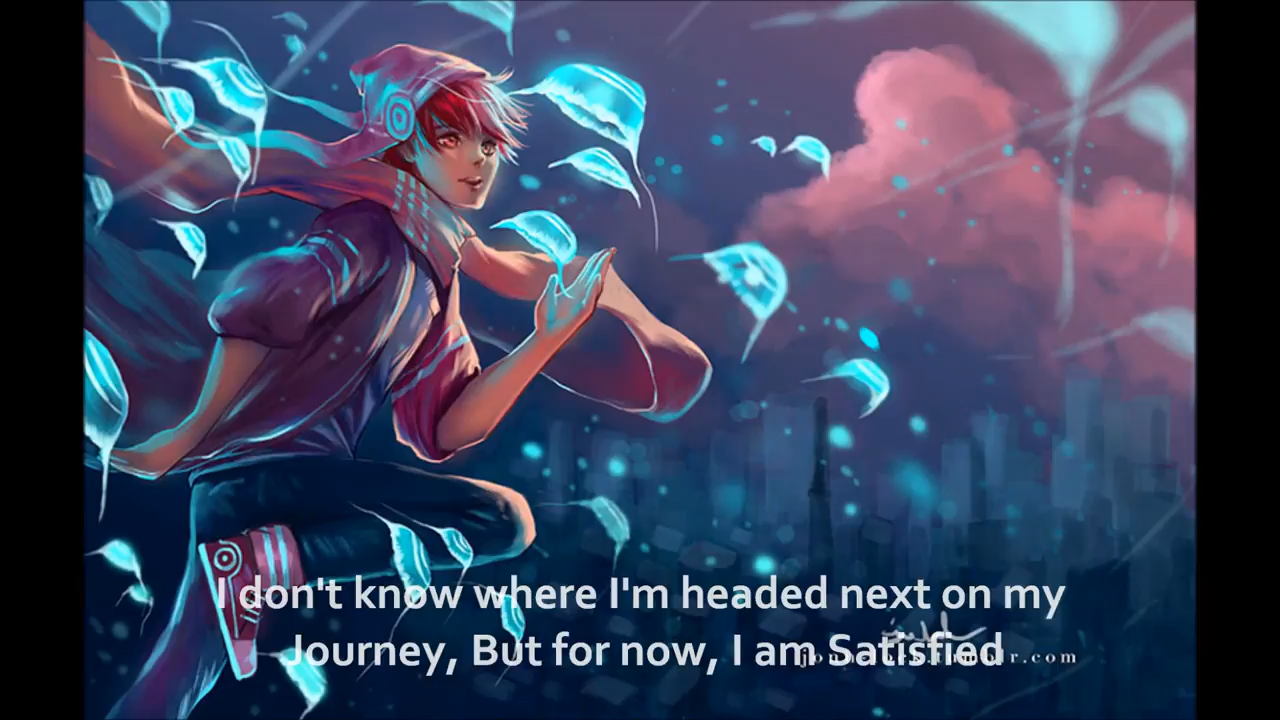 I don't know where I'm headed next on my
Journey, But for now, I am Satisfied